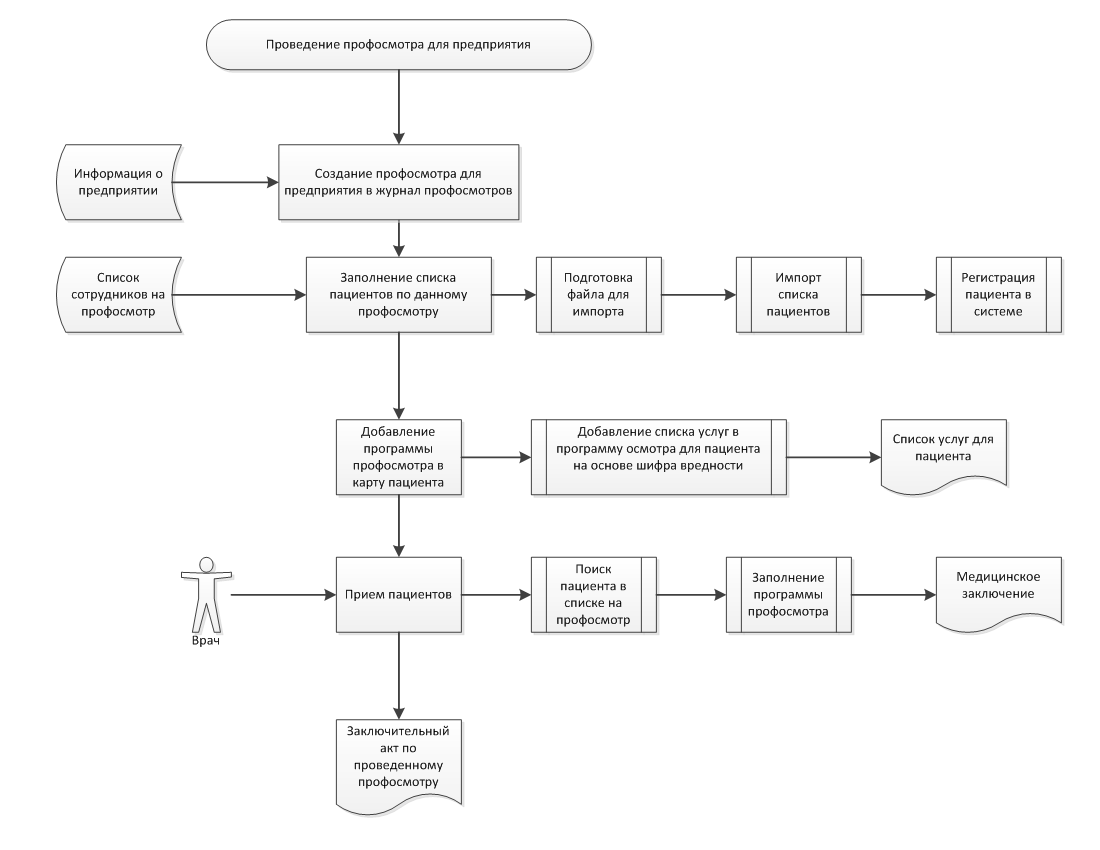 Проведение профосмотра для предприятия
Информация о
предприятии
Создание профосмотра для
предприятия в журнал профосмотров
Список
сотрудников на
профосмотр
Заполнение списка
пациентов по данному
профосмотру
Подготовка
файла для
импорта
Импорт
списка
пациентов
Регистрация
пациента в
системе
Добавление
программы
профосмотра в
карту пациента
Добавление списка услуг в
программу осмотра для пациента
на основе шифра вредности
Список услуг для
пациента
Врач
Прием пациентов
Поиск
пациента в
списке на
профосмотр
Заполнение
программы
профосмотра
Медицинское
заключение
Заключительный
акт по
проведенному
профосмотру